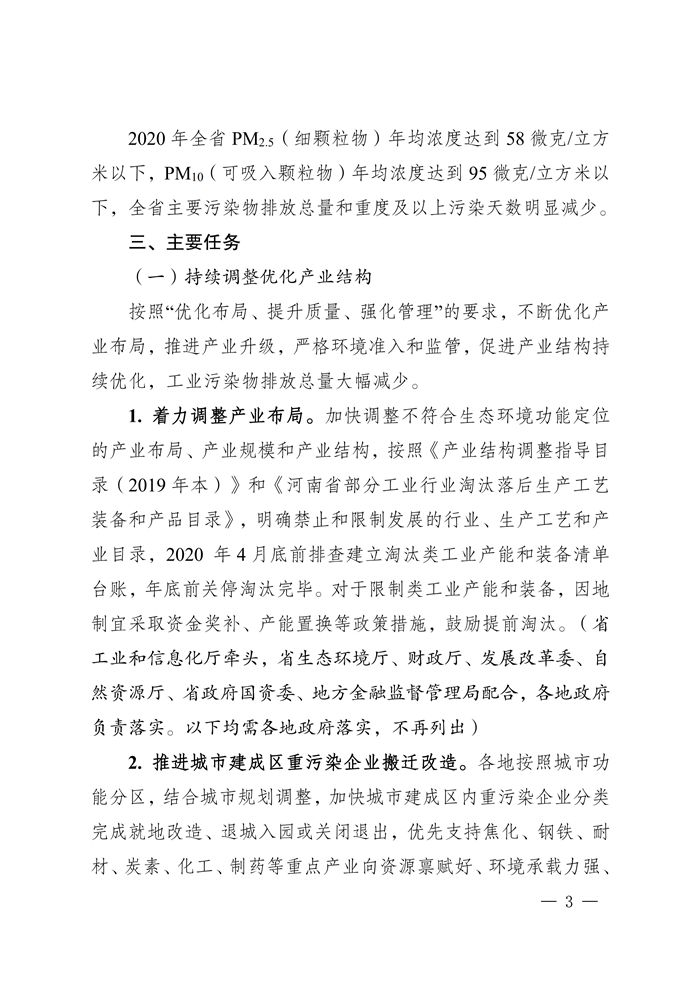 2020 年全省 PM2.5（细颗粒物）年均浓度达到 58 微克/立方
米以下，PM10（可吸入颗粒物）年均浓度达到 95 微克/立方米以
下，全省主要污染物排放总量和重度及以上污染天数明显减少。
三、主要任务
（一）持续调整优化产业结构
按照“优化布局、提升质量、强化管理”的要求，不断优化产
业布局，推进产业升级，严格环境准入和监管，促进产业结构持
续优化，工业污染物排放总量大幅减少。
1. 着力调整产业布局。加快调整不符合生态环境功能定位
的产业布局、产业规模和产业结构，按照《产业结构调整指导目
录（2019 年本）》和《河南省部分工业行业淘汰落后生产工艺
装备和产品目录》，明确禁止和限制发展的行业、生产工艺和产
业目录，2020 年 4 月底前排查建立淘汰类工业产能和装备清单
台账，年底前关停淘汰完毕。对于限制类工业产能和装备，因地
制宜采取资金奖补、产能置换等政策措施，鼓励提前淘汰。（省
工业和信息化厅牵头，省生态环境厅、财政厅、发展改革委、自
然资源厅、省政府国资委、地方金融监督管理局配合，各地政府
负责落实。以下均需各地政府落实，不再列出）
2. 推进城市建成区重污染企业搬迁改造。各地按照城市功
能分区，结合城市规划调整，加快城市建成区内重污染企业分类
完成就地改造、退城入园或关闭退出，优先支持焦化、钢铁、耐
材、炭素、化工、制药等重点产业向资源禀赋好、环境承载力强、
— 3 —